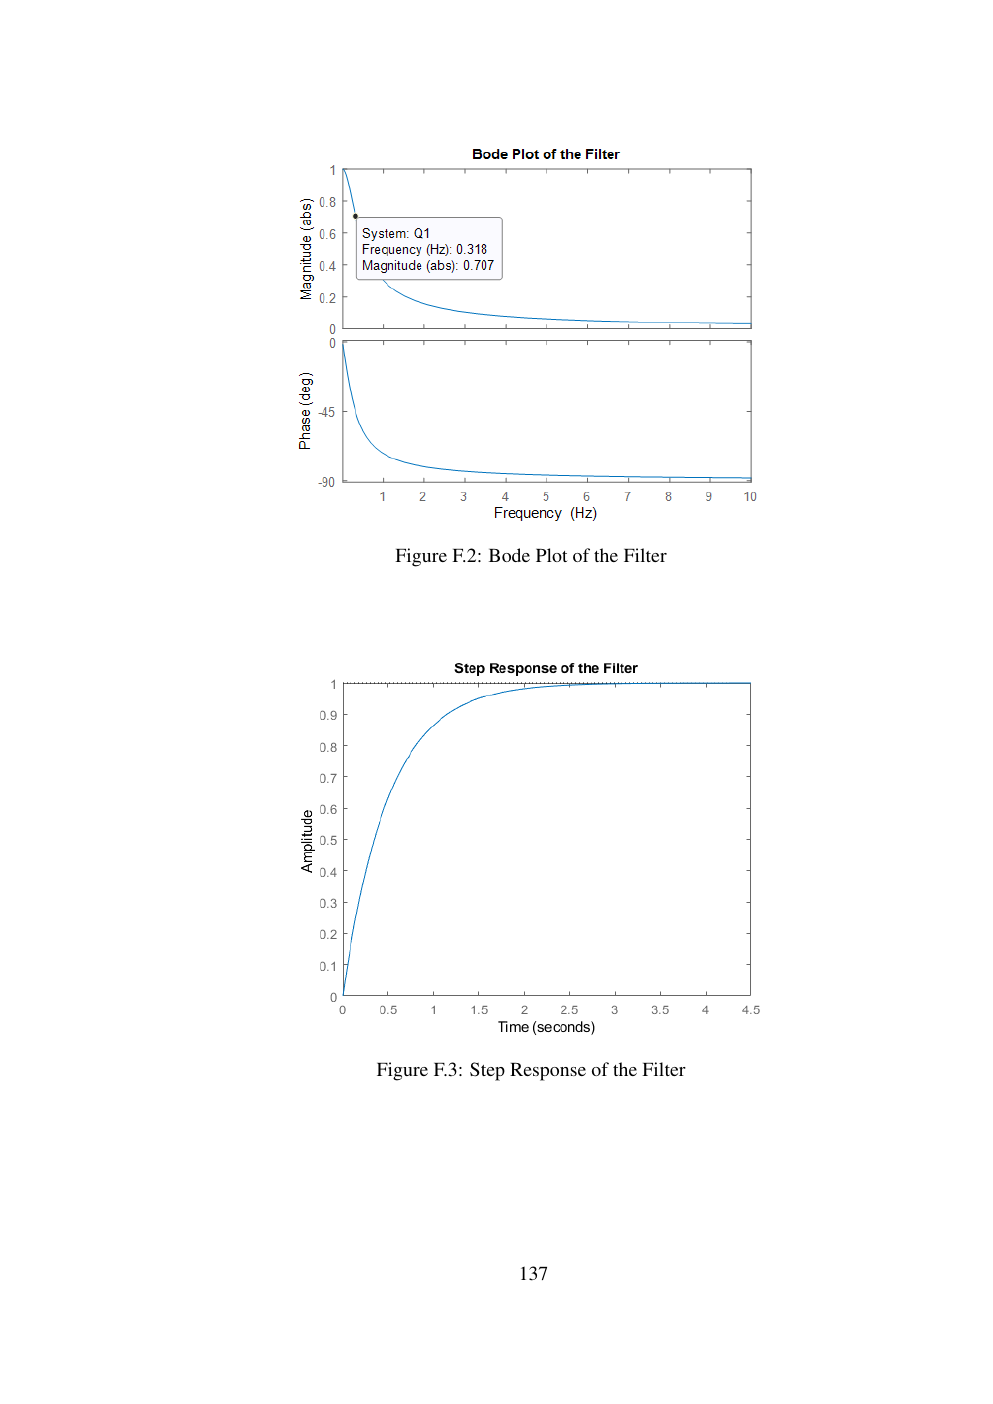 Bode Plot of the Filter
1
0.8
0.6
0.4
0.2
0
Magnitude (abs)
System: Q1
Frequency (Hz): 0.318
Magnitude (abs): 0.707
0
-45
-90
Phase (deg)
1 2 3 4 5 6 7 8 9 10
Frequency (Hz)
Figure F.2: Bode Plot of the Filter
Step Response of the Filter
1
0.9
0.8
0.7
0.6
0.5
0.4
0.3
0.2
0.1
0
Amplitude
0 0.5 1 1.5 2 2.5 3 3.5 4 4.5
Time (seconds)
Figure F.3: Step Response of the Filter
137